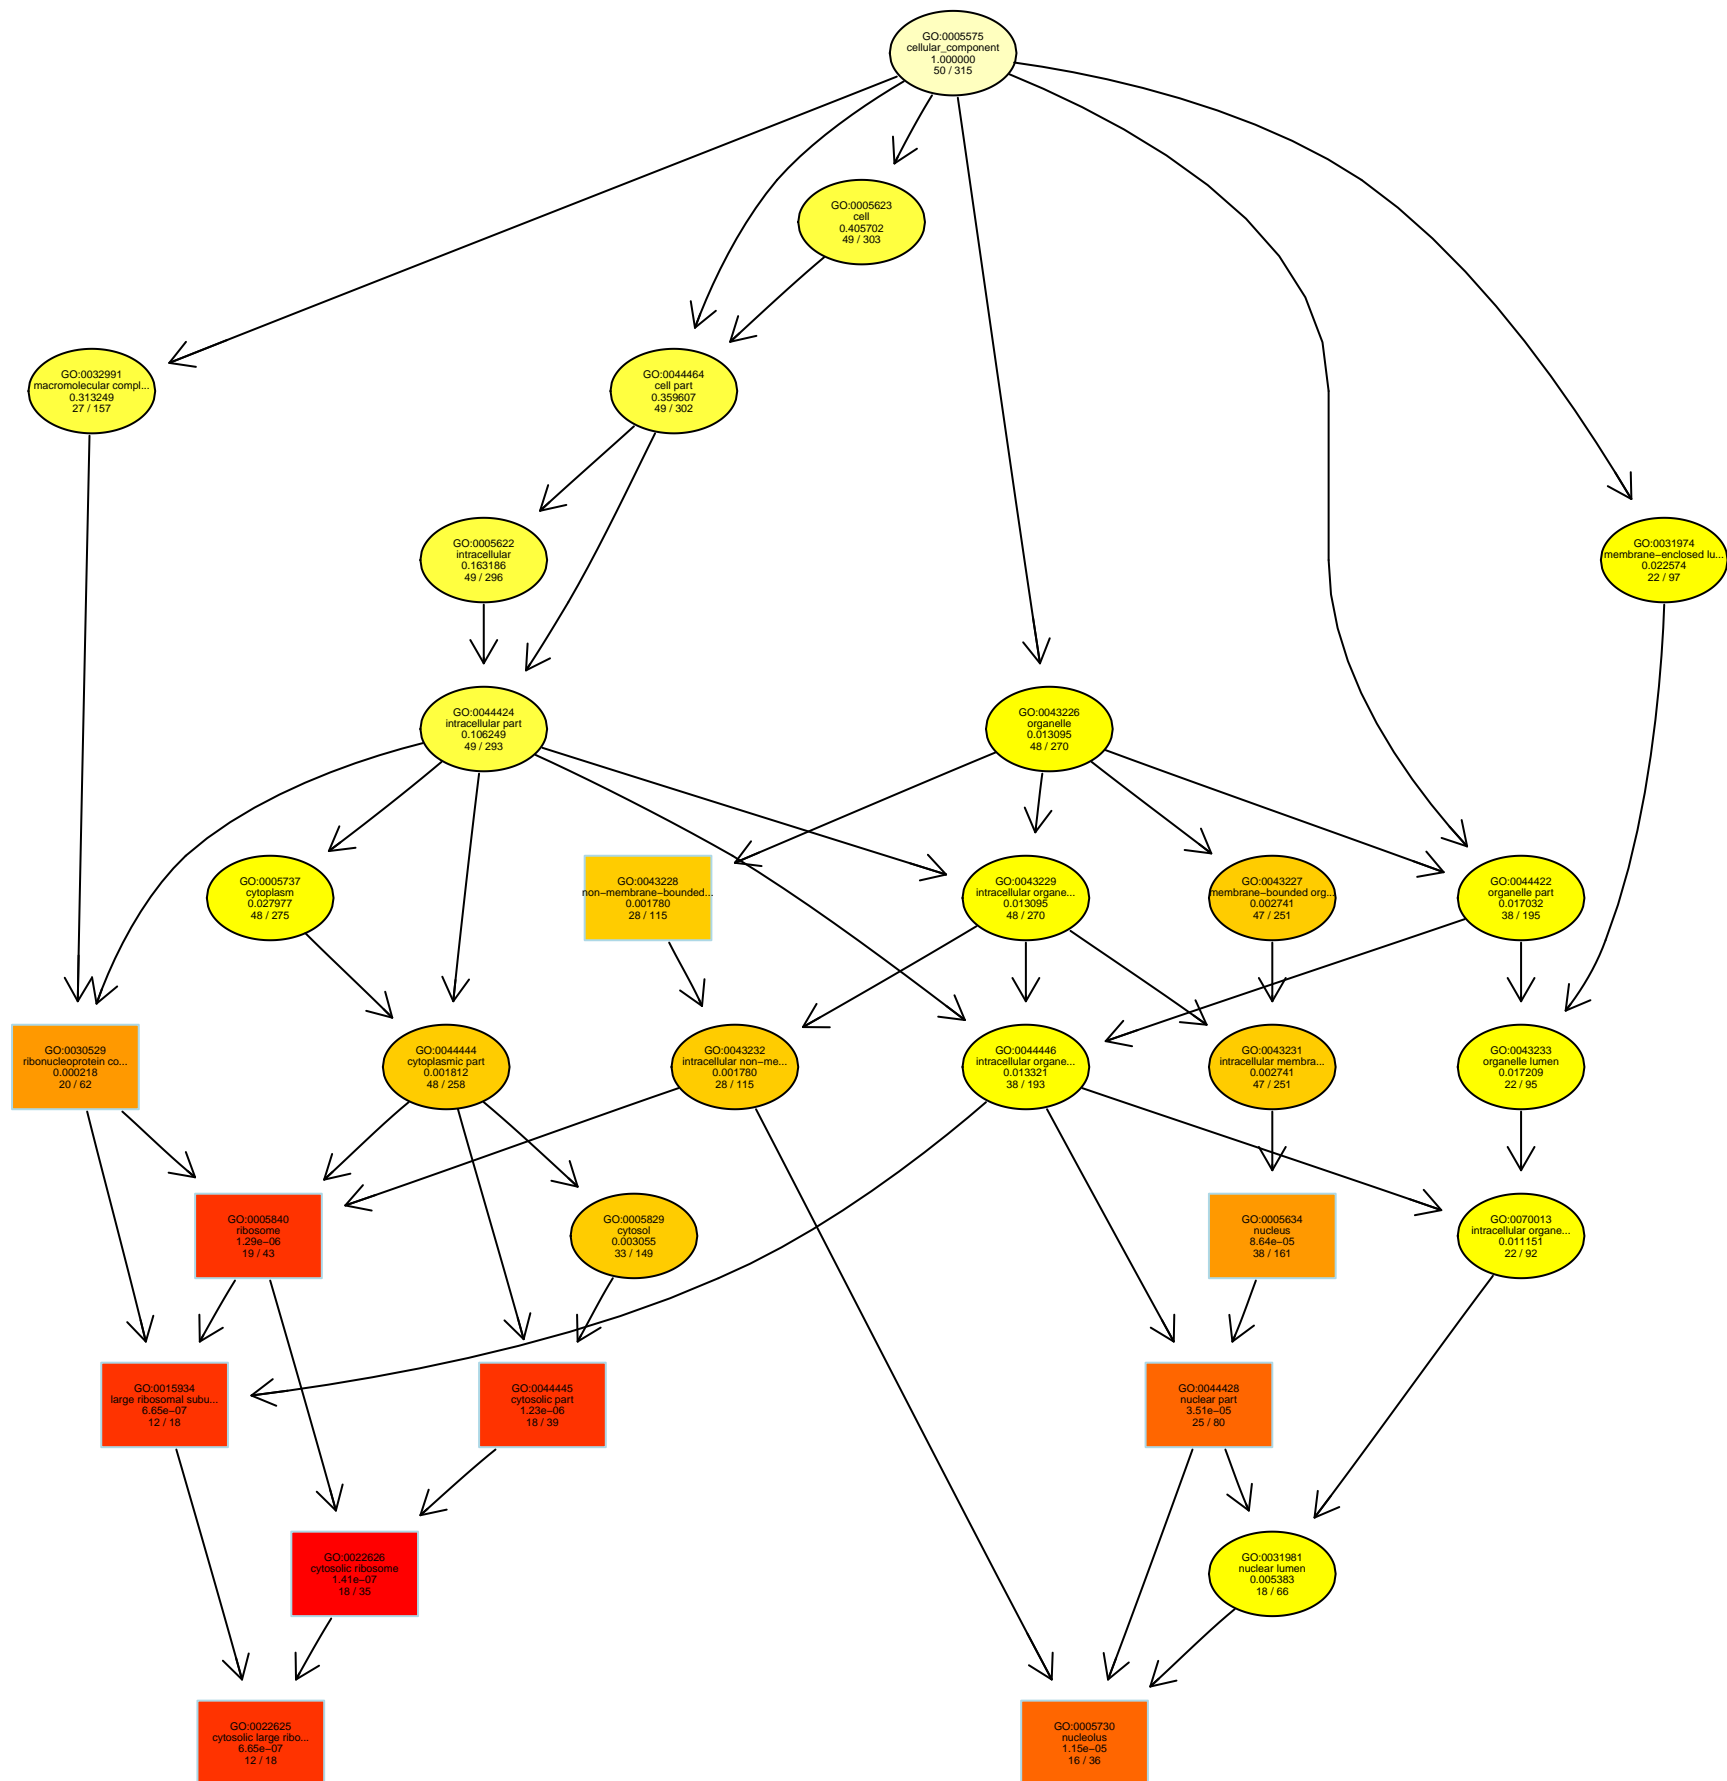 GO:0005575
cellular_component
1.000000
50 / 315
GO:0005623
cell
0.405702
49 / 303
GO:0032991
macromolecular compl...
0.313249
27 / 157
GO:0044464
cell part
0.359607
49 / 302
GO:0005622
intracellular
0.163186
49 / 296
GO:0031974
membrane−enclosed lu...
0.022574
22 / 97
GO:0044424
intracellular part
0.106249
49 / 293
GO:0043226
organelle
0.013095
48 / 270
GO:0005737
cytoplasm
0.027977
48 / 275
GO:0043228
non−membrane−bounded...
0.001780
28 / 115
GO:0043229
intracellular organe...
0.013095
48 / 270
GO:0043227
membrane−bounded org...
0.002741
47 / 251
GO:0044422
organelle part
0.017032
38 / 195
GO:0030529
ribonucleoprotein co...
0.000218
20 / 62
GO:0044444
cytoplasmic part
0.001812
48 / 258
GO:0043232
intracellular non−me...
0.001780
28 / 115
GO:0044446
intracellular organe...
0.013321
38 / 193
GO:0043231
intracellular membra...
0.002741
47 / 251
GO:0043233
organelle lumen
0.017209
22 / 95
GO:0005840
ribosome
1.29e−06
19 / 43
GO:0005829
cytosol
0.003055
33 / 149
GO:0005634
nucleus
8.64e−05
38 / 161
GO:0070013
intracellular organe...
0.011151
22 / 92
GO:0015934
large ribosomal subu...
6.65e−07
12 / 18
GO:0044445
cytosolic part
1.23e−06
18 / 39
GO:0044428
nuclear part
3.51e−05
25 / 80
GO:0022626
cytosolic ribosome
1.41e−07
18 / 35
GO:0031981
nuclear lumen
0.005383
18 / 66
GO:0022625
cytosolic large ribo...
6.65e−07
12 / 18
GO:0005730
nucleolus
1.15e−05
16 / 36